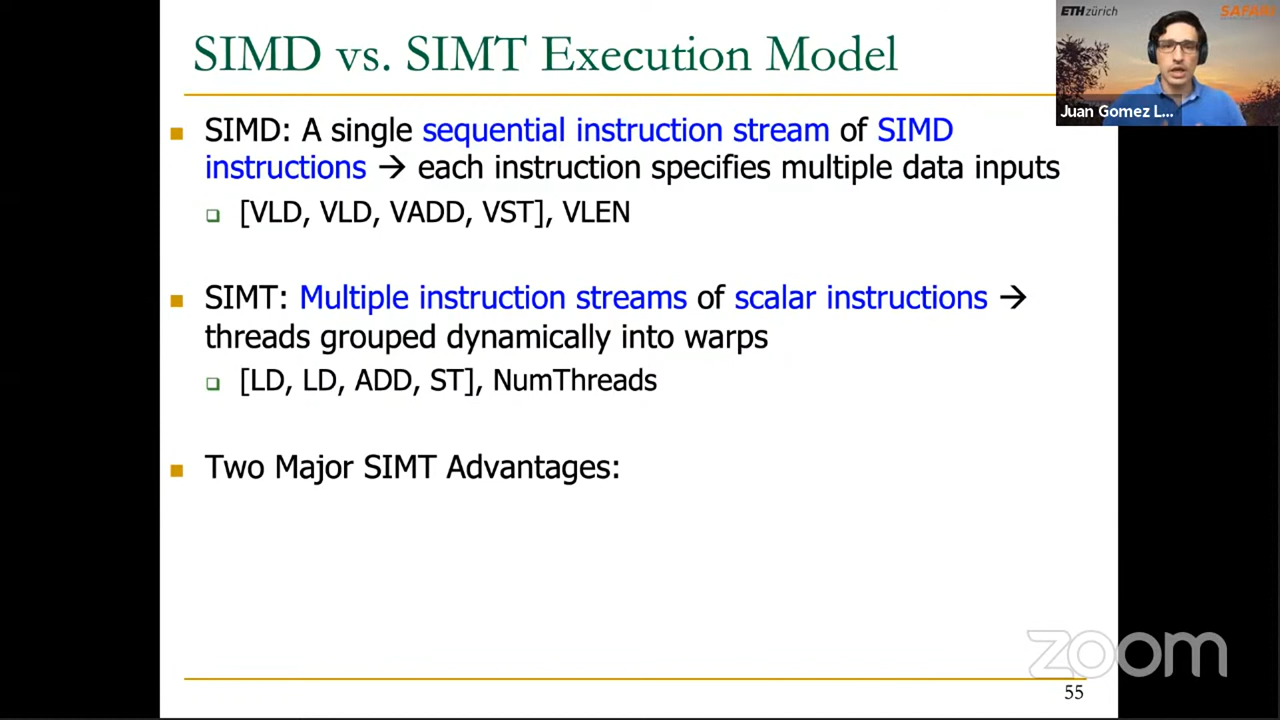 SIMD vs. SIMT Execution Model
ETH zürich
SAFARI
Juan Gomez L...
SIMD: A single sequential instruction stream of SIMD
instructions → each instruction specifies multiple data inputs
[VLD, VLD, VADD, VST], VLEN
SIMT: Multiple instruction streams of scalar instructions →
threads grouped dynamically into warps
[LD, LD, ADD, ST], NumThreads
Two Major SIMT Advantages:
zoom
55